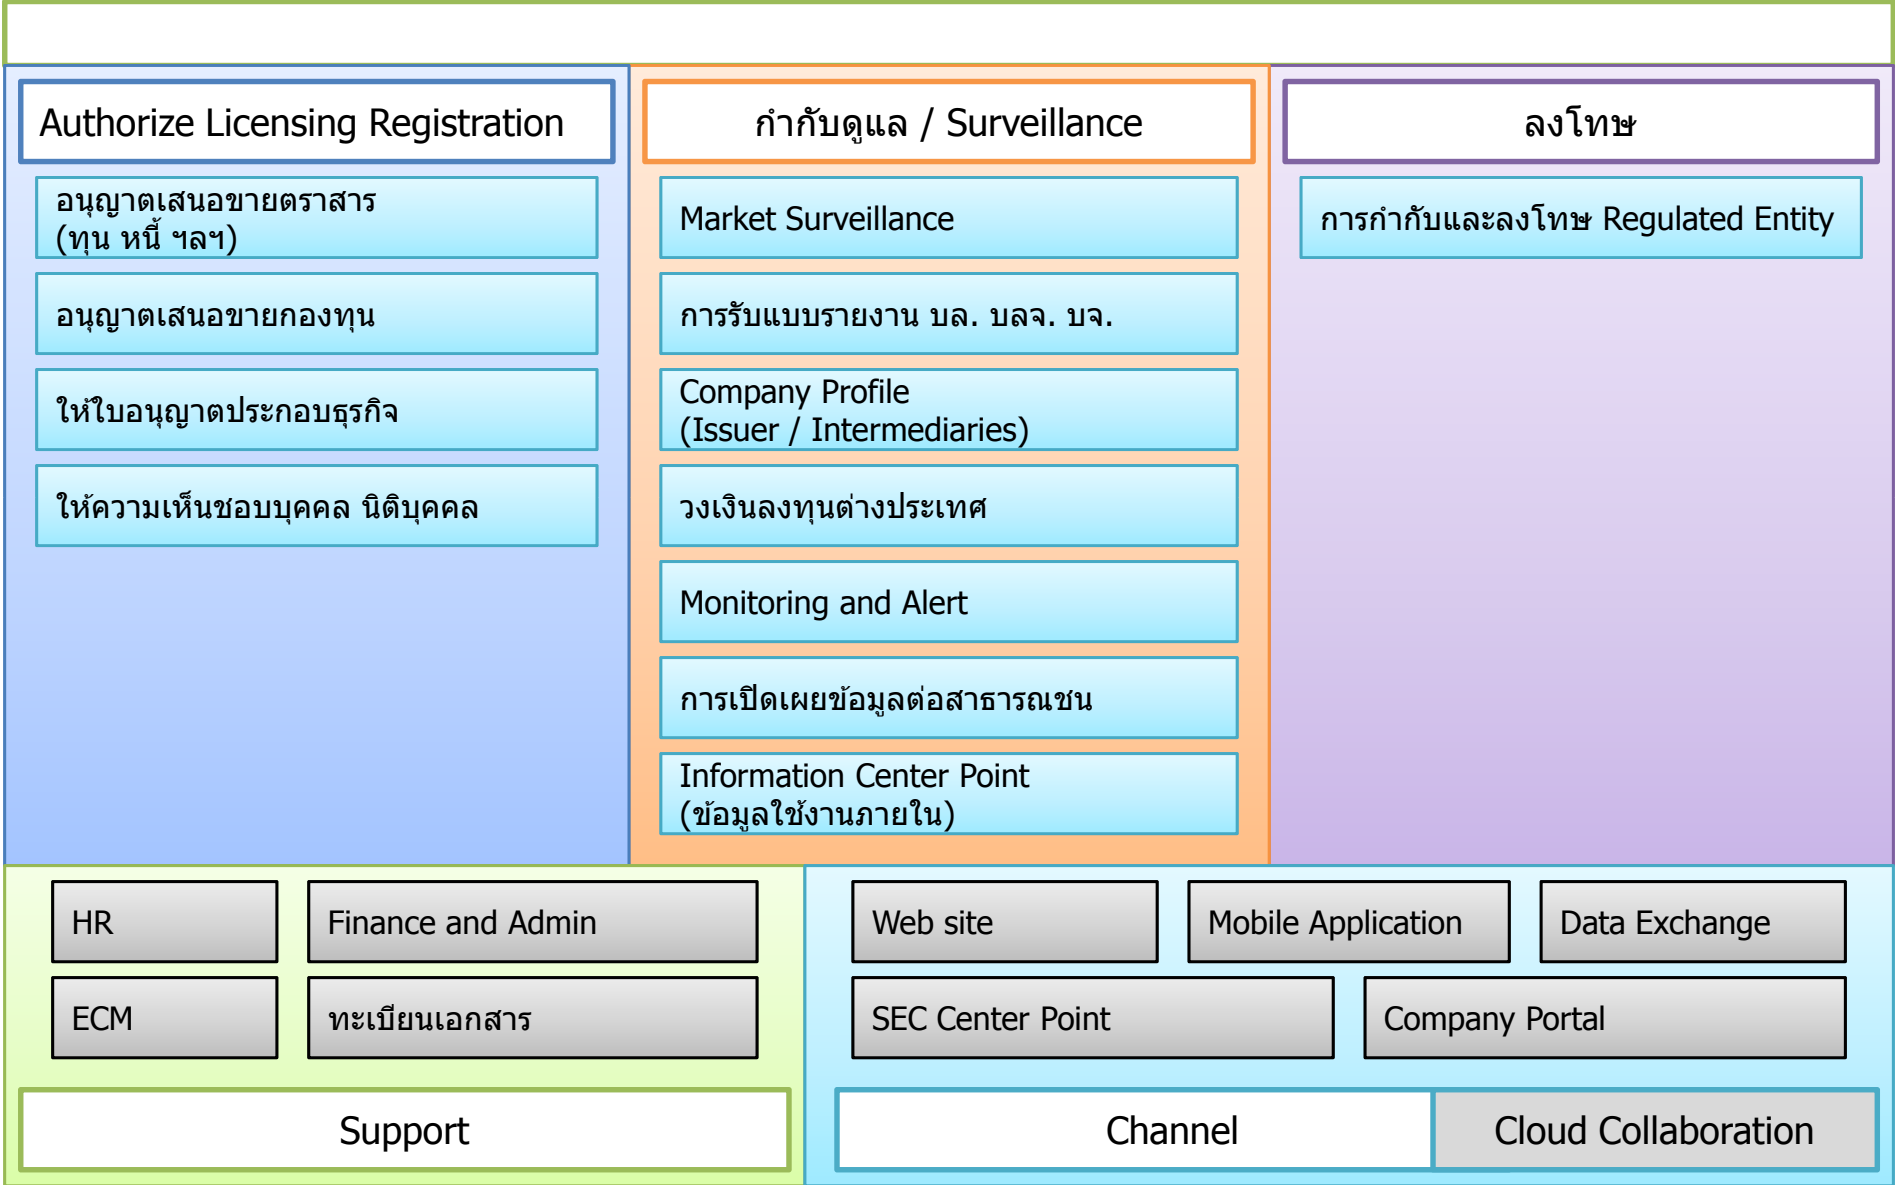 Authorize Licensing Registration
อนุญาตเสนอขายตราสาร
(ทุน หนี้ ฯลฯ)
อนุญาตเสนอขายกองทุน
ให้ใบอนุญาตประกอบธุรกิจ
ให้ความเห็นชอบบุคคล นิติบุคคล
กำกับดูแล / Surveillance
Market Surveillance
การรับแบบรายงาน บล. บลจ. บจ.
Company Profile
(Issuer / Intermediaries)
วงเงินลงทุนต่างประเทศ
Monitoring and Alert
การเปิดเผยข้อมูลต่อสาธารณชน
Information Center Point
(ข้อมูลใช้งานภายใน)
ลงโทษ
การกำกับและลงโทษ Regulated Entity
HR
Finance and Admin
ECM
ทะเบียนเอกสาร
Support
Web site
Mobile Application
Data Exchange
SEC Center Point
Company Portal
Channel
Cloud Collaboration